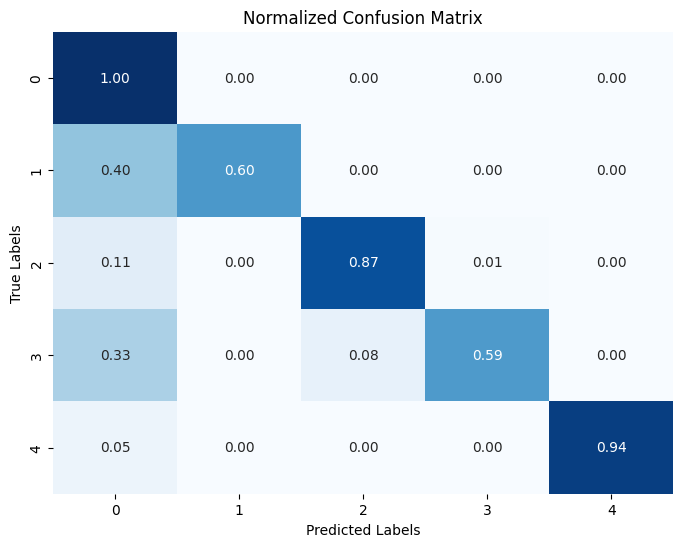 Normalized Confusion Matrix
True Labels
0 1.00 0.00 0.00 0.00 0.00
1 0.40 0.60 0.00 0.00 0.00
2 0.11 0.00 0.87 0.01 0.00
3 0.33 0.00 0.08 0.59 0.00
4 0.05 0.00 0.00 0.00 0.94
0 1 2 3 4
Predicted Labels